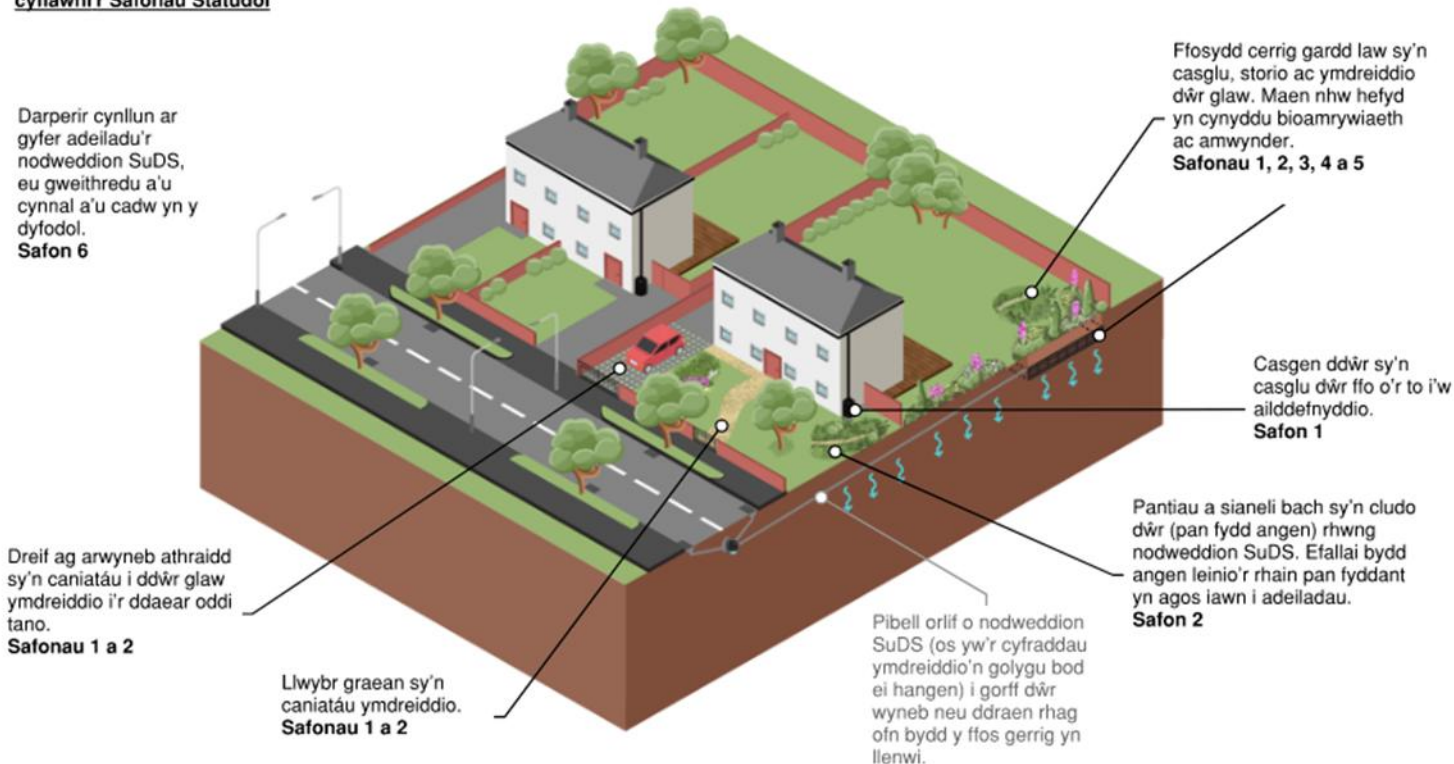 cyflawni'r Safonau Statudol
Darperir cynllun ar
gyfer adeiladu'r
nodweddion SuDS,
eu gweithredu a'u
cynnal a'u cadw yn y
dyfodol.
Safon 6
Ffosydd cerrig gardd law sy'n
casglu, storio ac ymdreiddio
dŵr glaw. Maen nhw hefyd
yn cynyddu bioamrywiaeth
ac amwynder.
Safonau 1, 2, 3, 4 a 5
Casgen ddŵr sy'n
casglu dŵr ffo o'r to i'w
ailddefnyddio.
Safon 1
Pantiau a sianeli bach sy'n cludo
dŵr (pan fydd angen) rhwng
nodweddion SuDS. Efallai bydd
angen leinio'r rhain pan fyddant
yn agos iawn i adeiladau.
Safon 2
Dreif ag arwyneb athraidd
sy'n caniatáu i ddŵr glaw
ymdreiddio i'r ddaear oddi
tano.
Safonau 1 a 2
Llwybr graean sy'n
caniatáu ymdreiddio.
Safonau 1 a 2
Pibell orlif o nodweddion
SuDS (os yw'r cyfraddau
ymdreiddio'n golygu bod
ei hangen) i gorff dŵr
wyneb neu ddraen rhag
ofn bydd y ffos gerrig yn
llenwi.